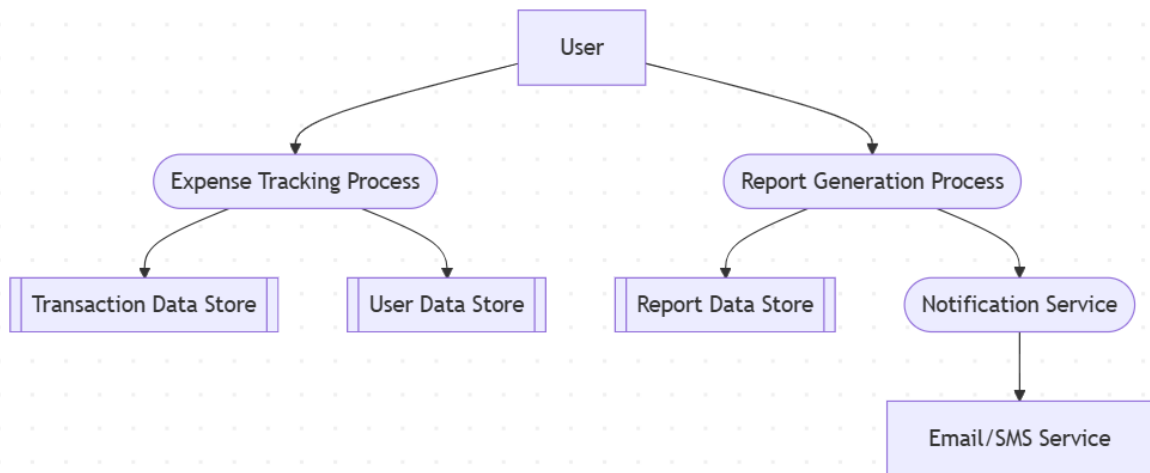 User
Expense Tracking Process
Report Generation Process
Transaction Data Store
User Data Store
Report Data Store
Notification Service
Email/SMS Service